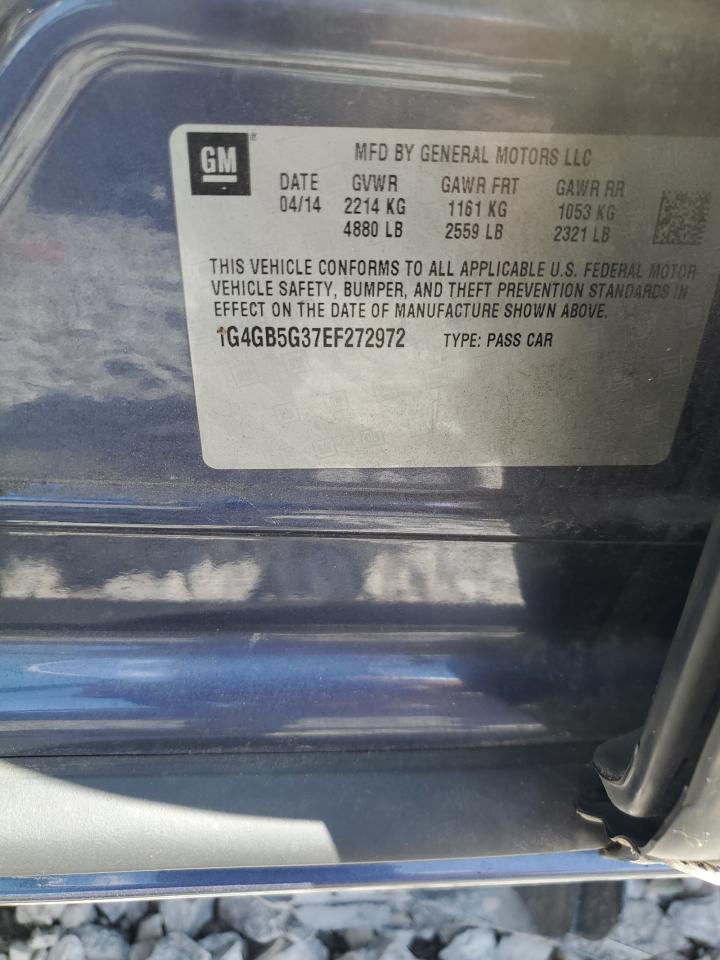 GM
MFD BY GENERAL MOTORS LLC
DATE GVWR GAWR FRT GAWR RR
04/14 2214 KG 1161 KG 1053 KG
4880 LB 2559 LB 2321 LB
THIS VEHICLE CONFORMS TO ALL APPLICABLE U.S. FEDERAL MOTOR
VEHICLE SAFETY, BUMPER, AND THEFT PREVENTION STANDARDS IN
EFFECT ON THE DATE OF MANUFACTURE SHOWN ABOVE.
1G4GB5G37EF272972 TYPE: PASS CAR